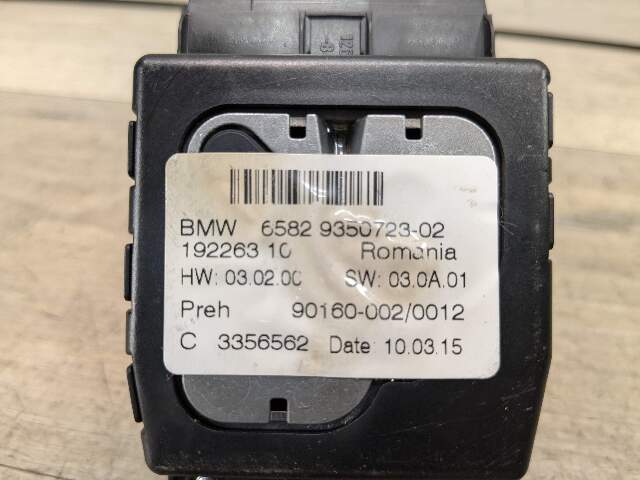 BMW 6582 9350723-02
192263 10 Romania
HW: 03.02.00 SW: 03.0A.01
Preh 90160-002/0012
C 3356562 Date: 10.03.15